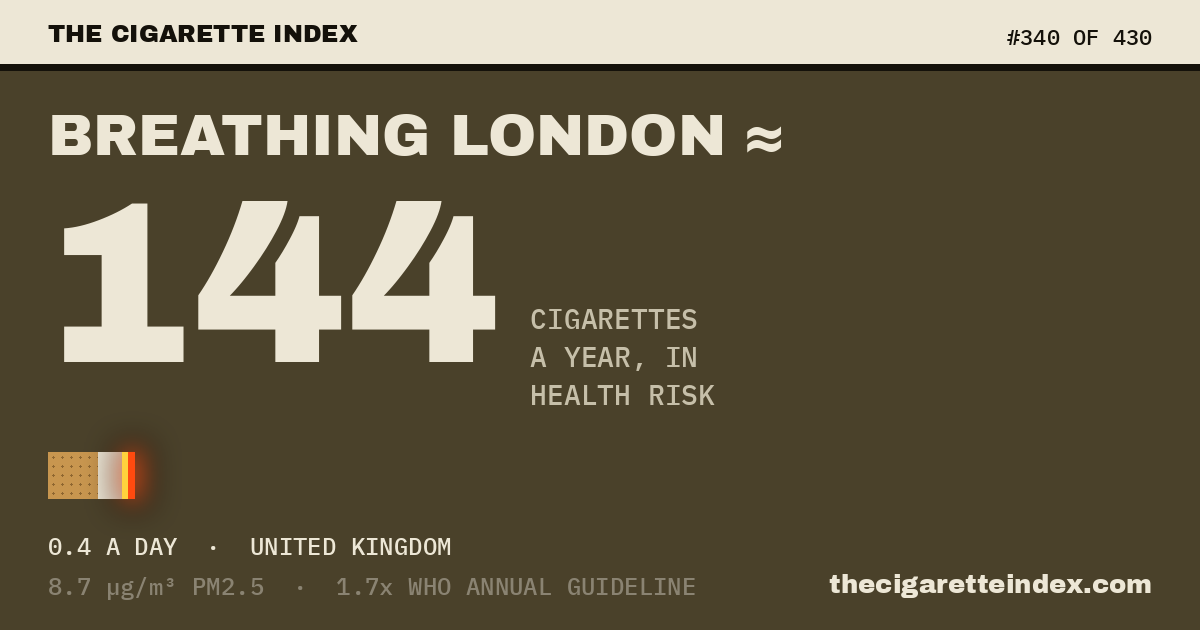 THE CIGARETTE INDEX
#340 OF 430
BREATHING LONDON ≈
144
CIGARETTES
A YEAR, IN
HEALTH RISK
0.4 A DAY · UNITED KINGDOM
8.7 µg/m³ PM2.5 · 1.7x WHO ANNUAL GUIDELINE
thecigaretteindex.com